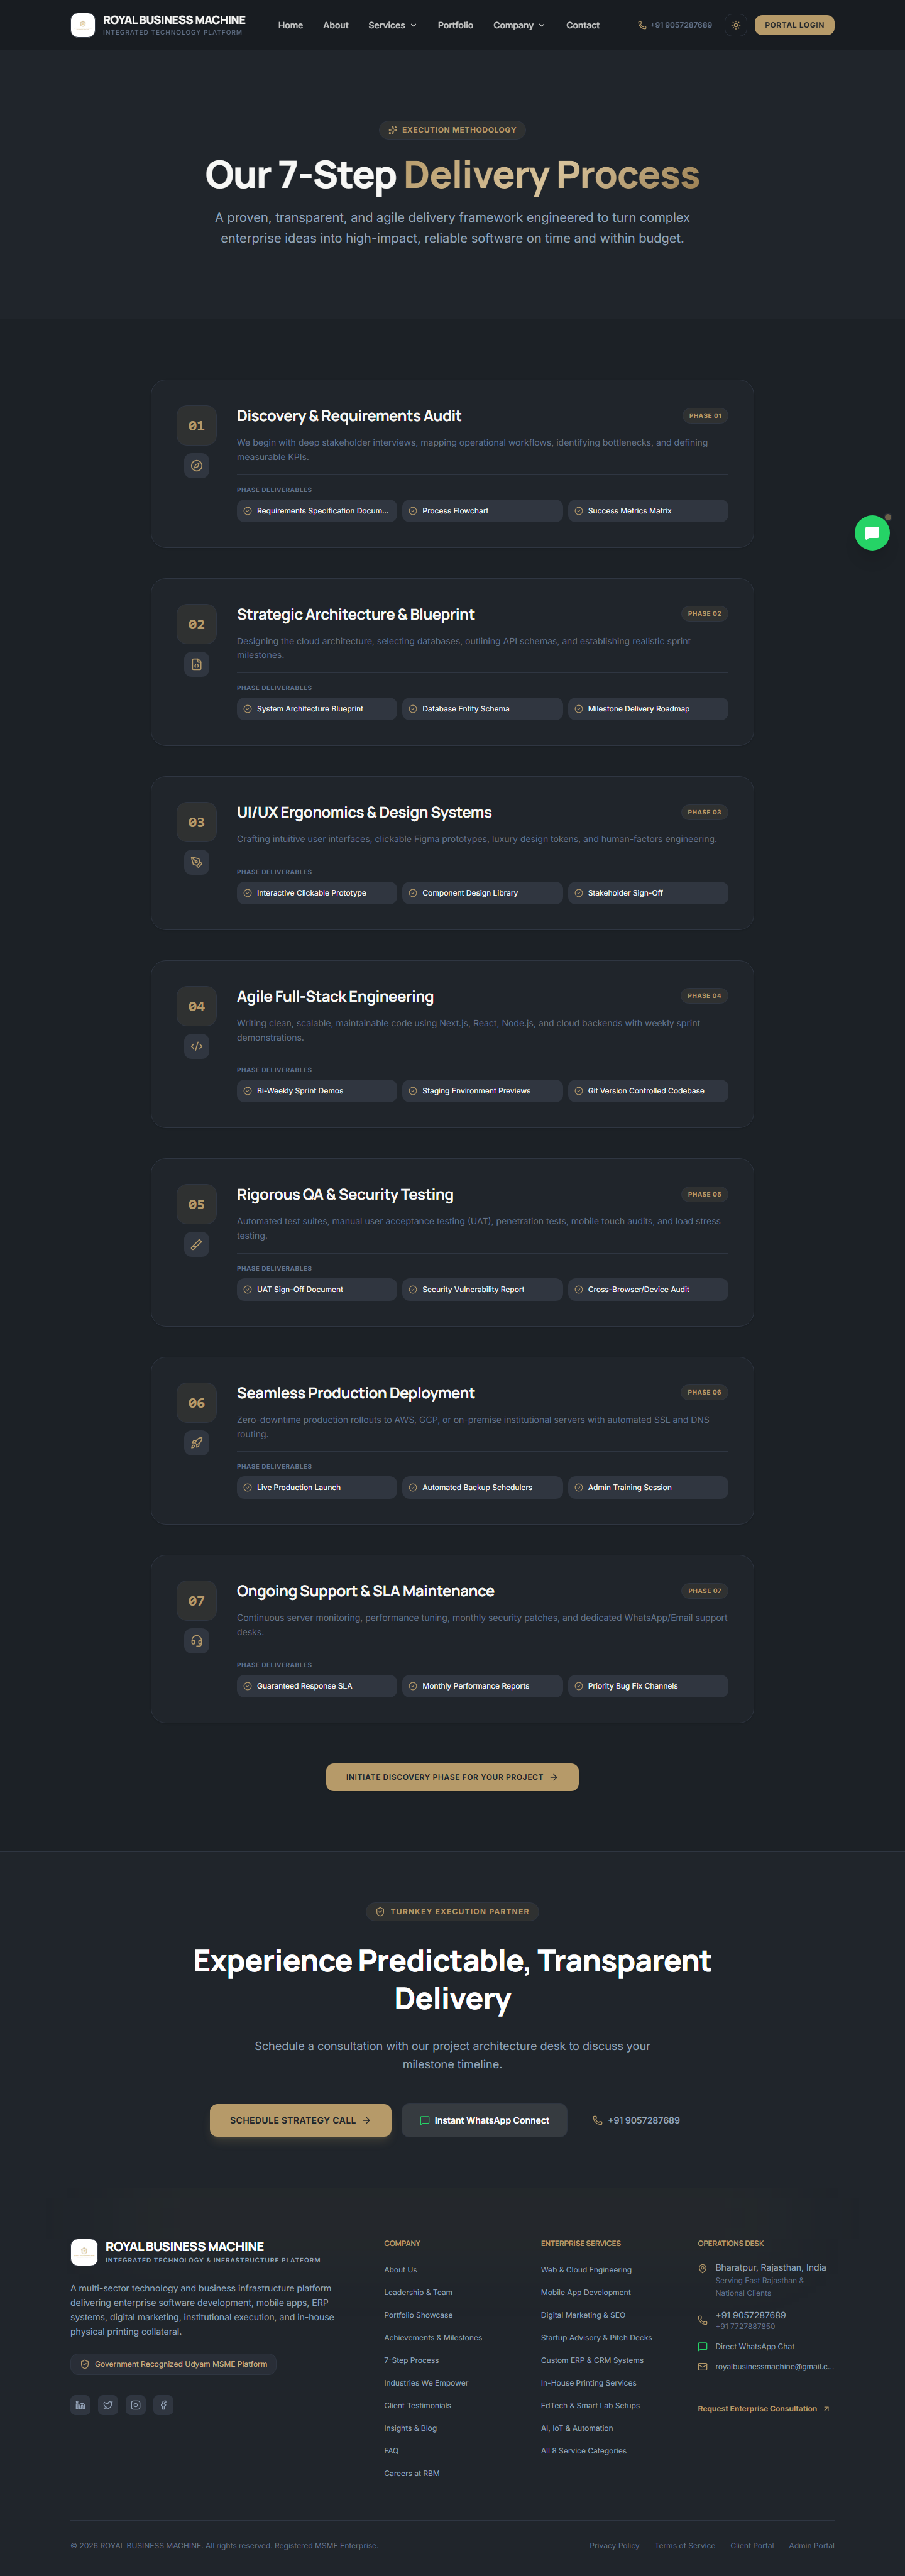 ROYAL BUSINESS MACHINE
INTEGRATED TECHNOLOGY PLATFORM
Home
About
Services
Portfolio
Company
Contact
+91 9057287689
PORTAL LOGIN
EXECUTION METHODOLOGY
Our 7-Step Delivery Process
A proven, transparent, and agile delivery framework engineered to turn complex
enterprise ideas into high-impact, reliable software on time and within budget.
01
Discovery & Requirements Audit
PHASE 01
We begin with deep stakeholder interviews, mapping operational workflows, identifying bottlenecks, and defining
measurable KPIs.
PHASE DELIVERABLES
Requirements Specification Docum...
Process Flowchart
Success Metrics Matrix
02
Strategic Architecture & Blueprint
PHASE 02
Designing the cloud architecture, selecting databases, outlining API schemas, and establishing realistic sprint
milestones.
PHASE DELIVERABLES
System Architecture Blueprint
Database Entity Schema
Milestone Delivery Roadmap
03
UI/UX Ergonomics & Design Systems
PHASE 03
Crafting intuitive user interfaces, clickable Figma prototypes, luxury design tokens, and human-factors engineering.
PHASE DELIVERABLES
Interactive Clickable Prototype
Component Design Library
Stakeholder Sign-Off
04
Agile Full-Stack Engineering
PHASE 04
Writing clean, scalable, maintainable code using Next.js, React, Node.js, and cloud backends with weekly sprint
demonstrations.
PHASE DELIVERABLES
Bi-Weekly Sprint Demos
Staging Environment Previews
Git Version Controlled Codebase
05
Rigorous QA & Security Testing
PHASE 05
Automated test suites, manual user acceptance testing (UAT), penetration tests, mobile touch audits, and load stress
testing.
PHASE DELIVERABLES
UAT Sign-Off Document
Security Vulnerability Report
Cross-Browser/Device Audit
06
Seamless Production Deployment
PHASE 06
Zero-downtime production rollouts to AWS, GCP, or on-premise institutional servers with automated SSL and DNS
routing.
PHASE DELIVERABLES
Live Production Launch
Automated Backup Schedulers
Admin Training Session
07
Ongoing Support & SLA Maintenance
PHASE 07
Continuous server monitoring, performance tuning, monthly security patches, and dedicated WhatsApp/Email support
desks.
PHASE DELIVERABLES
Guaranteed Response SLA
Monthly Performance Reports
Priority Bug Fix Channels
INITIATE DISCOVERY PHASE FOR YOUR PROJECT
TURNKEY EXECUTION PARTNER
Experience Predictable, Transparent
Delivery
Schedule a consultation with our project architecture desk to discuss your
milestone timeline.
SCHEDULE STRATEGY CALL
Instant WhatsApp Connect
+91 9057287689
ROYAL BUSINESS MACHINE
INTEGRATED TECHNOLOGY & INFRASTRUCTURE PLATFORM
A multi-sector technology and business infrastructure platform
delivering enterprise software development, mobile apps, ERP
systems, digital marketing, institutional execution, and in-house
physical printing collateral.
Government Recognized Udyam MSME Platform
COMPANY
About Us
Leadership & Team
Portfolio Showcase
Achievements & Milestones
7-Step Process
Industries We Empower
Client Testimonials
Insights & Blog
FAQ
Careers at RBM
ENTERPRISE SERVICES
Web & Cloud Engineering
Mobile App Development
Digital Marketing & SEO
Startup Advisory & Pitch Decks
Custom ERP & CRM Systems
In-House Printing Services
EdTech & Smart Lab Setups
AI, IoT & Automation
All 8 Service Categories
OPERATIONS DESK
Bharatpur, Rajasthan, India
Serving East Rajasthan &
National Clients
+91 9057287689
+91 7727887850
Direct WhatsApp Chat
royalbusinessmachine@gmail.c...
Request Enterprise Consultation
© 2026 ROYAL BUSINESS MACHINE. All rights reserved. Registered MSME Enterprise.
Privacy Policy
Terms of Service
Client Portal
Admin Portal